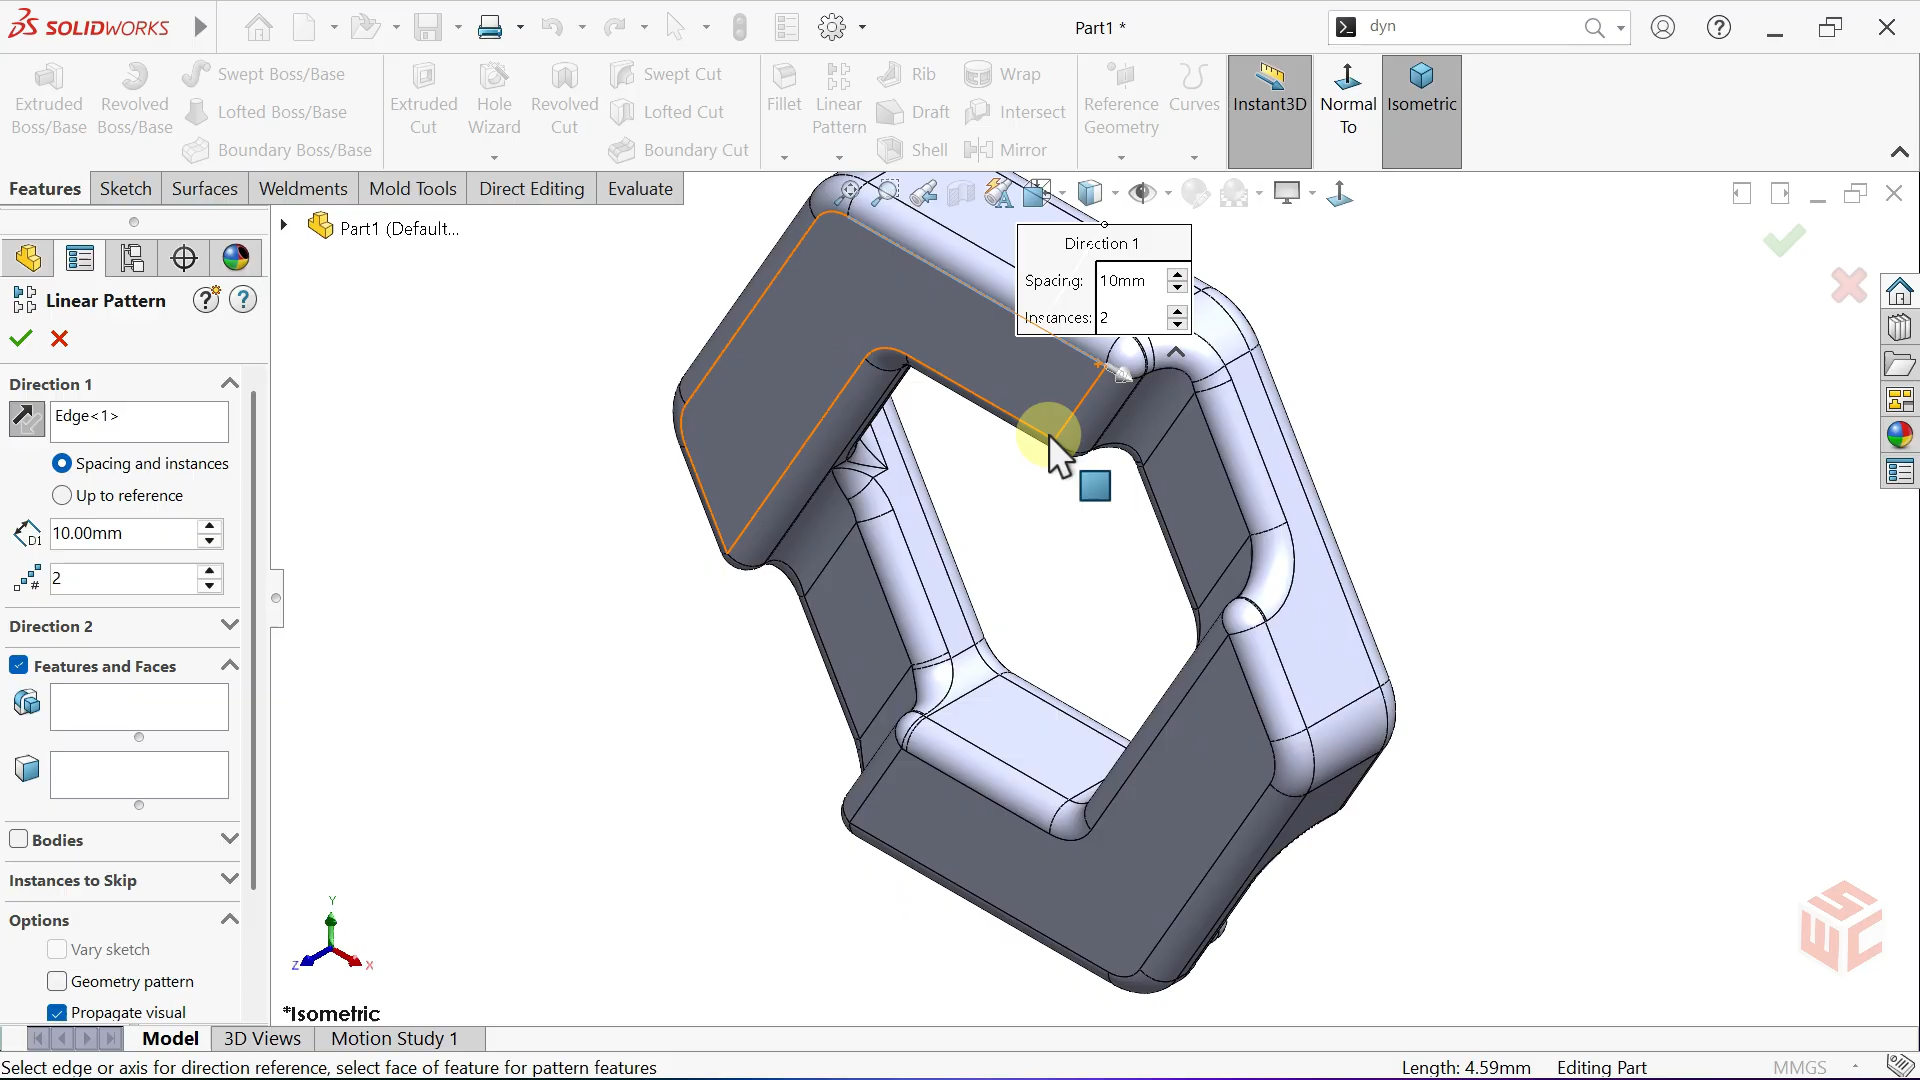 SOLIDWORKS
Part1 *
dyn
Extruded Boss/Base
Revolved Boss/Base
Swept Boss/Base
Lofted Boss/Base
Boundary Boss/Base
Extruded Cut
Hole Wizard
Revolved Cut
Swept Cut
Lofted Cut
Boundary Cut
Fillet
Linear Pattern
Rib
Draft
Shell
Wrap
Intersect
Mirror
Reference Geometry
Curves
Instant3D
Normal To
Isometric
Features
Sketch
Surfaces
Weldments
Mold Tools
Direct Editing
Evaluate
Part1 (Default...
Linear Pattern
Direction 1
Edge<1>
Spacing and instances
Up to reference
D1
10.00mm
#
2
Direction 2
Features and Faces
Bodies
Instances to Skip
Options
Vary sketch
Geometry pattern
Propagate visual
Direction 1
Spacing: 10mm
Instances: 2
Y
Z
X
*Isometric
SWC
Model
3D Views
Motion Study 1
Select edge or axis for direction reference, select face of feature for pattern features
Length: 4.59mm
Editing Part
MMGS